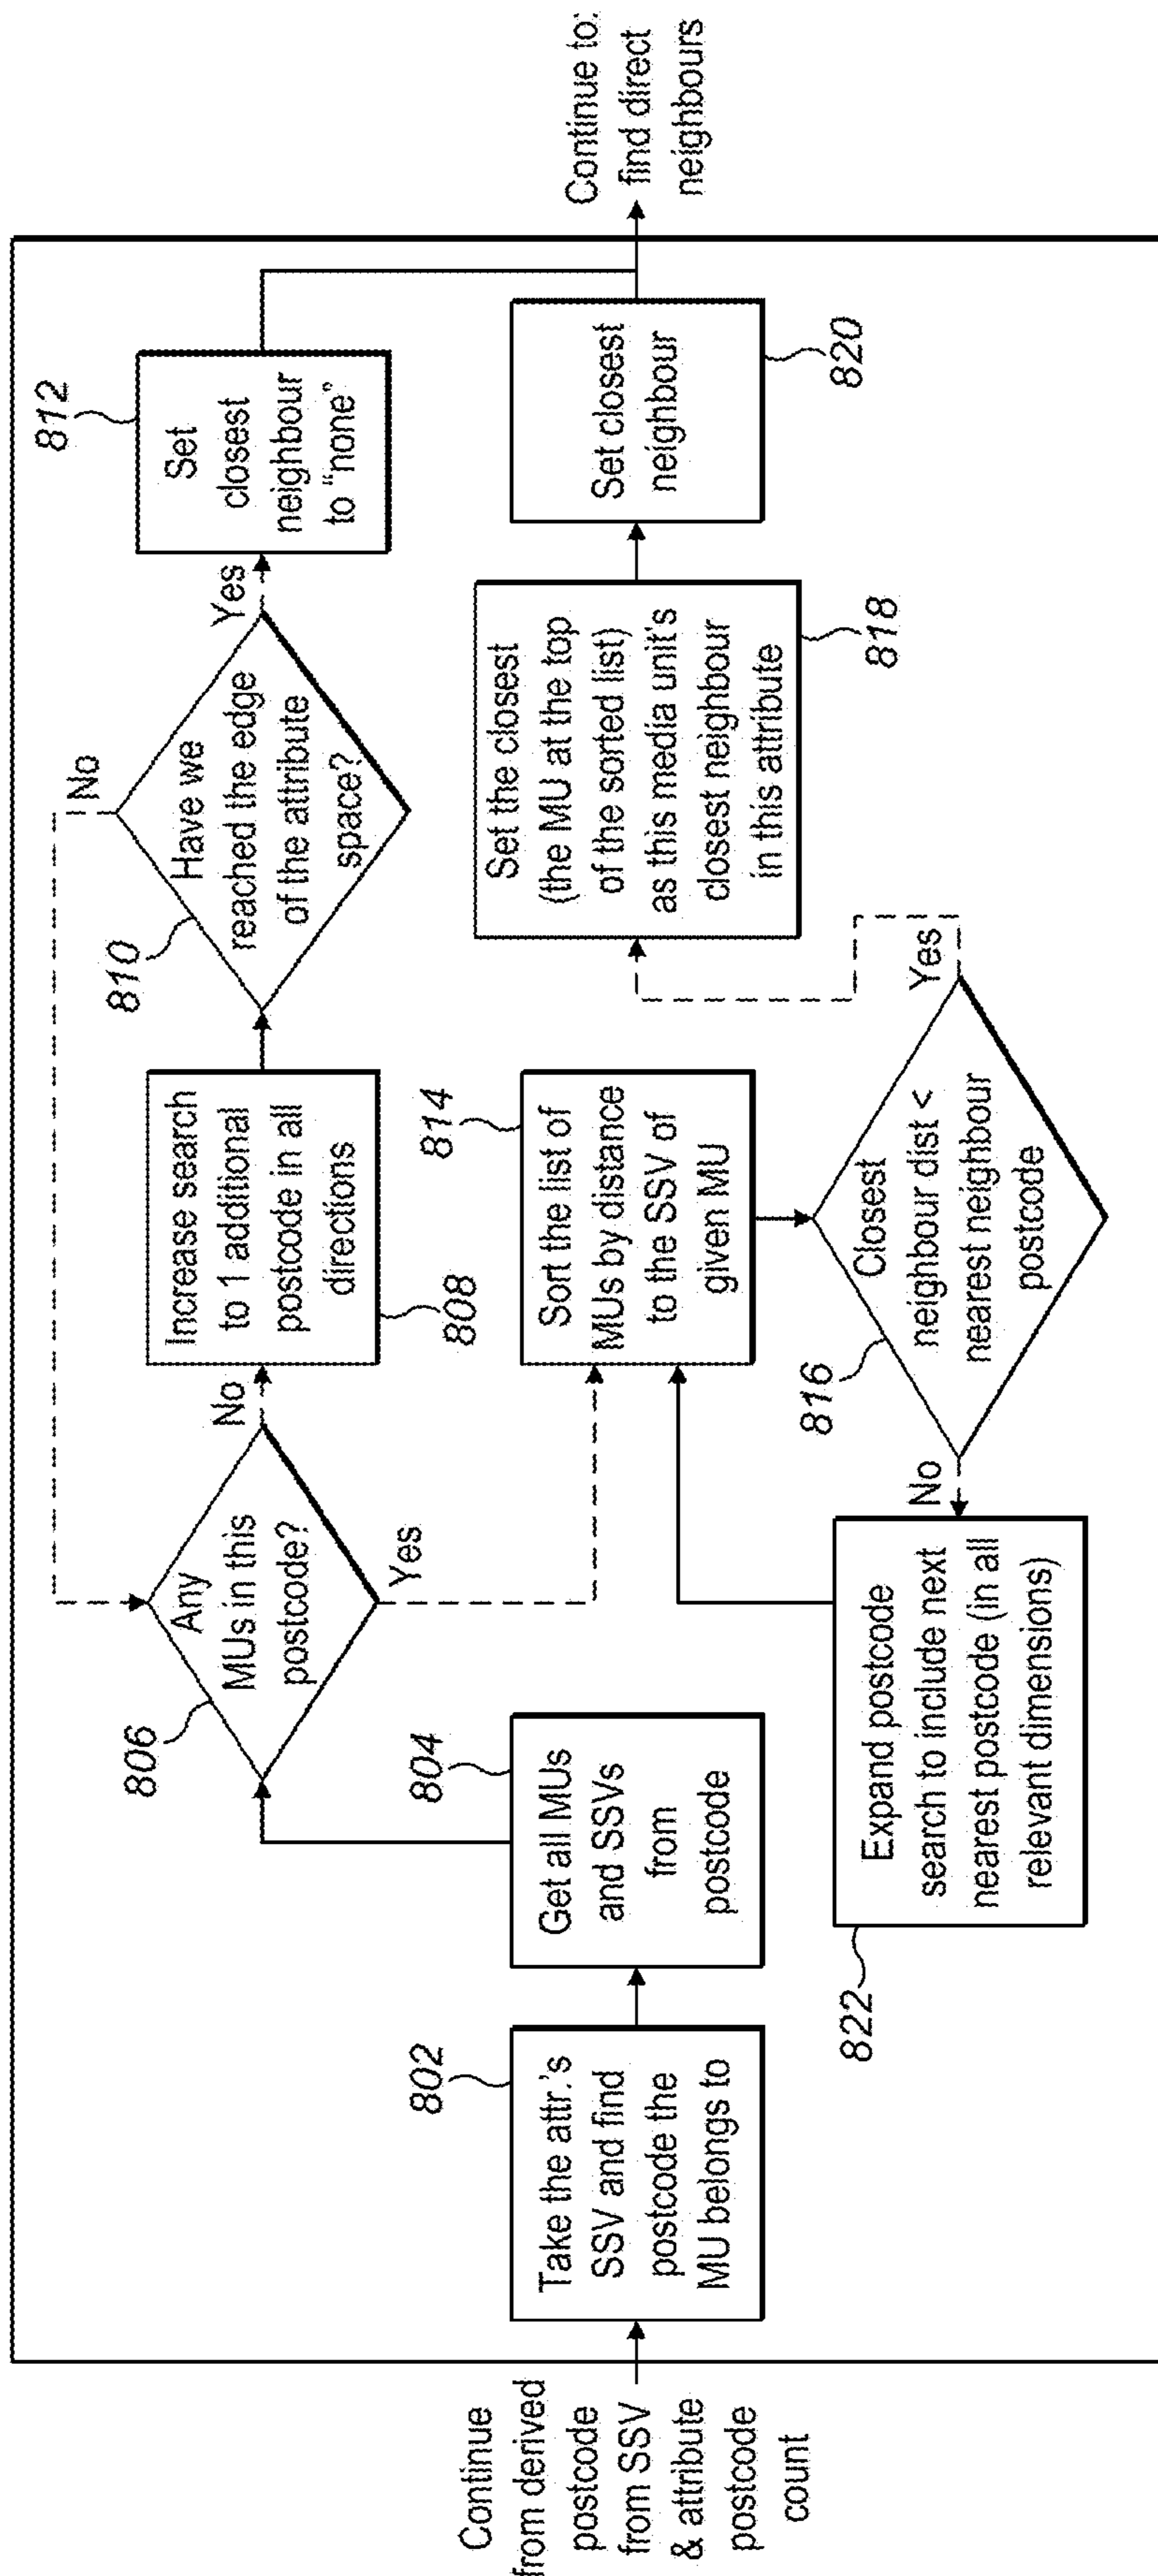 Continue
from derived
postcode
from SSV
& attribute
postcode
count
802
Take the attr.'s
SSV and find
postcode the
MU belongs to
804
Get all MUs
and SSVs
from
postcode
806
Any
MUs in this
postcode?
No
Yes
808
Increase search
to 1 additional
postcode in all
directions
810
Have we
reached the edge
of the attribute
space?
No
Yes
812
Set
closest
neighbour
to "none"
814
Sort the list of
MUs by distance
to the SSV of
given MU
816
Closest
neighbour dist <
nearest neighbour
postcode
No
Yes
822
Expand postcode
search to include next
nearest postcode (in all
relevant dimensions)
818
Set the closest
(the MU at the top
of the sorted list)
as this media unit's
closest neighbour
in this attribute
820
Set closest
neighbour
Continue to:
find direct
neighbours